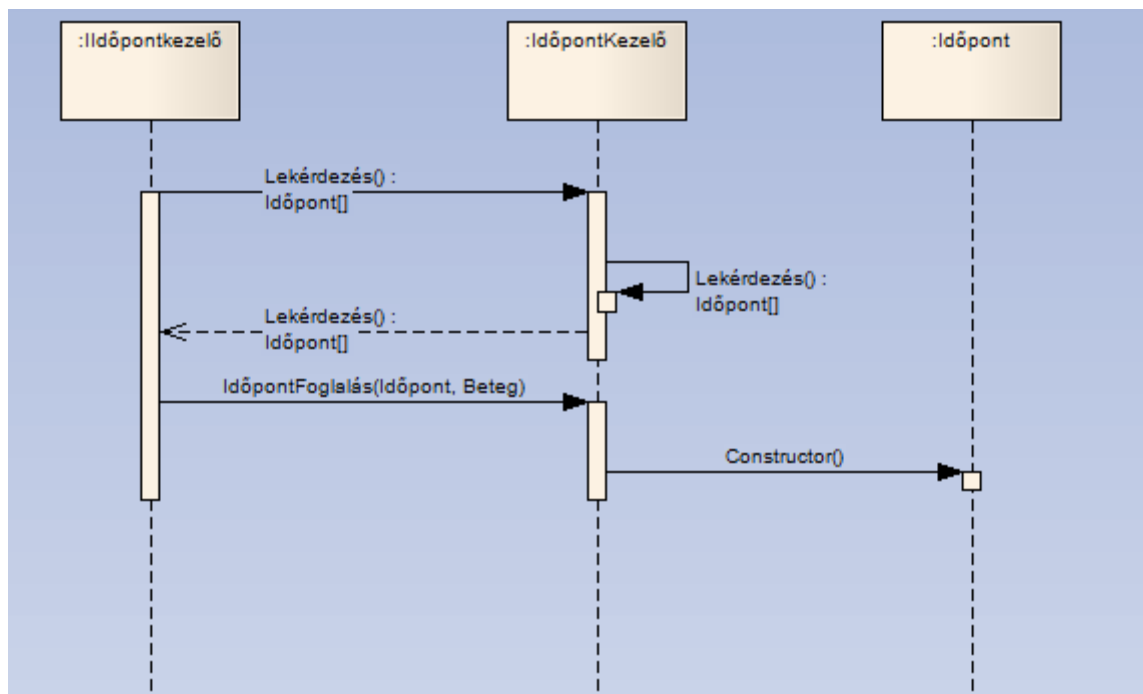 :IIdőpontkezelő
:IdőpontKezelő
:Időpont
Lekérdezés() :
Időpont[]
Lekérdezés() :
Időpont[]
Lekérdezés() :
Időpont[]
IdőpontFoglalás(Időpont, Beteg)
Constructor()